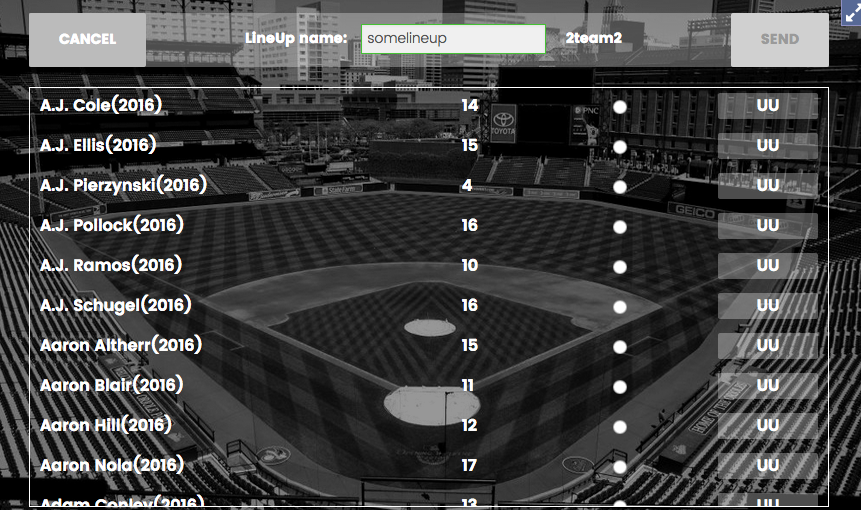 CANCEL LineUp name: somelineup 2team2 SEND
A.J. Cole(2016) 14 UU
A.J. Ellis(2016) 15 UU
A.J. Pierzynski(2016) 4 UU
A.J. Pollock(2016) 16 UU
A.J. Ramos(2016) 10 UU
A.J. Schugel(2016) 16 UU
Aaron Altherr(2016) 15 UU
Aaron Blair(2016) 11 UU
Aaron Hill(2016) 12 UU
Aaron Nola(2016) 17 UU
Adam Conley(2016) 13 UU
TOYOTA
PNC
State Farm
GEICO